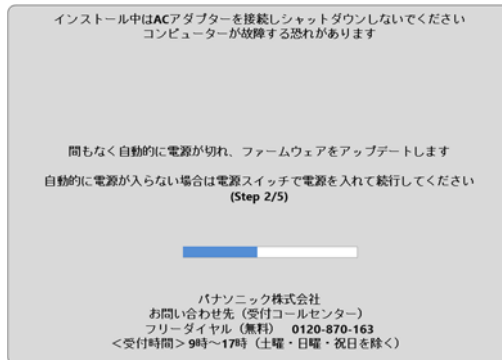 インストール中はACアダプターを接続しシャットダウンしないでください
コンピューターが故障する恐れがあります
間もなく自動的に電源が切れ、ファームウェアをアップデートします
自動的に電源が入らない場合は電源スイッチで電源を入れて続行してください
(Step 2/5)
パナソニック株式会社
お問い合わせ先（受付コールセンター）
フリーダイヤル（無料） 0120-870-163
＜受付時間＞9時～17時（土曜・日曜・祝日を除く）